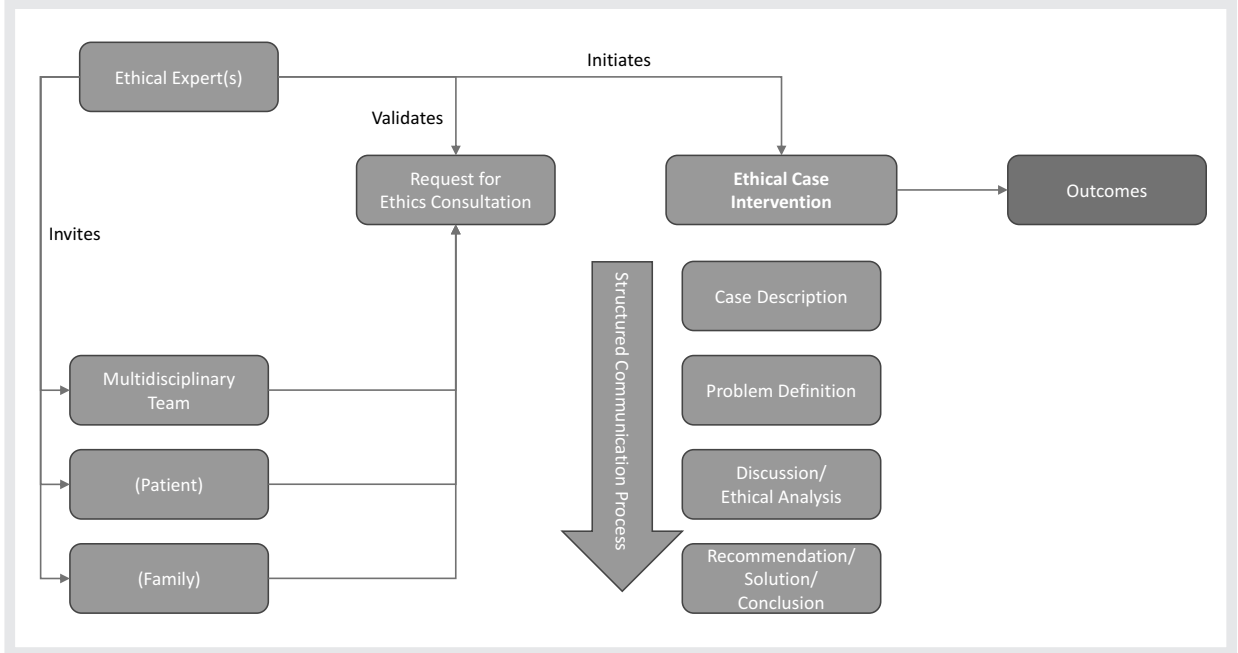 Initiates
Ethical Expert(s)
Validates
Request for
Ethics Consultation
Ethical Case
Intervention
Outcomes
Invites
Structured Communication Process
Case Description
Multidisciplinary
Team
Problem Definition
(Patient)
Discussion/
Ethical Analysis
(Family)
Recommendation/
Solution/
Conclusion